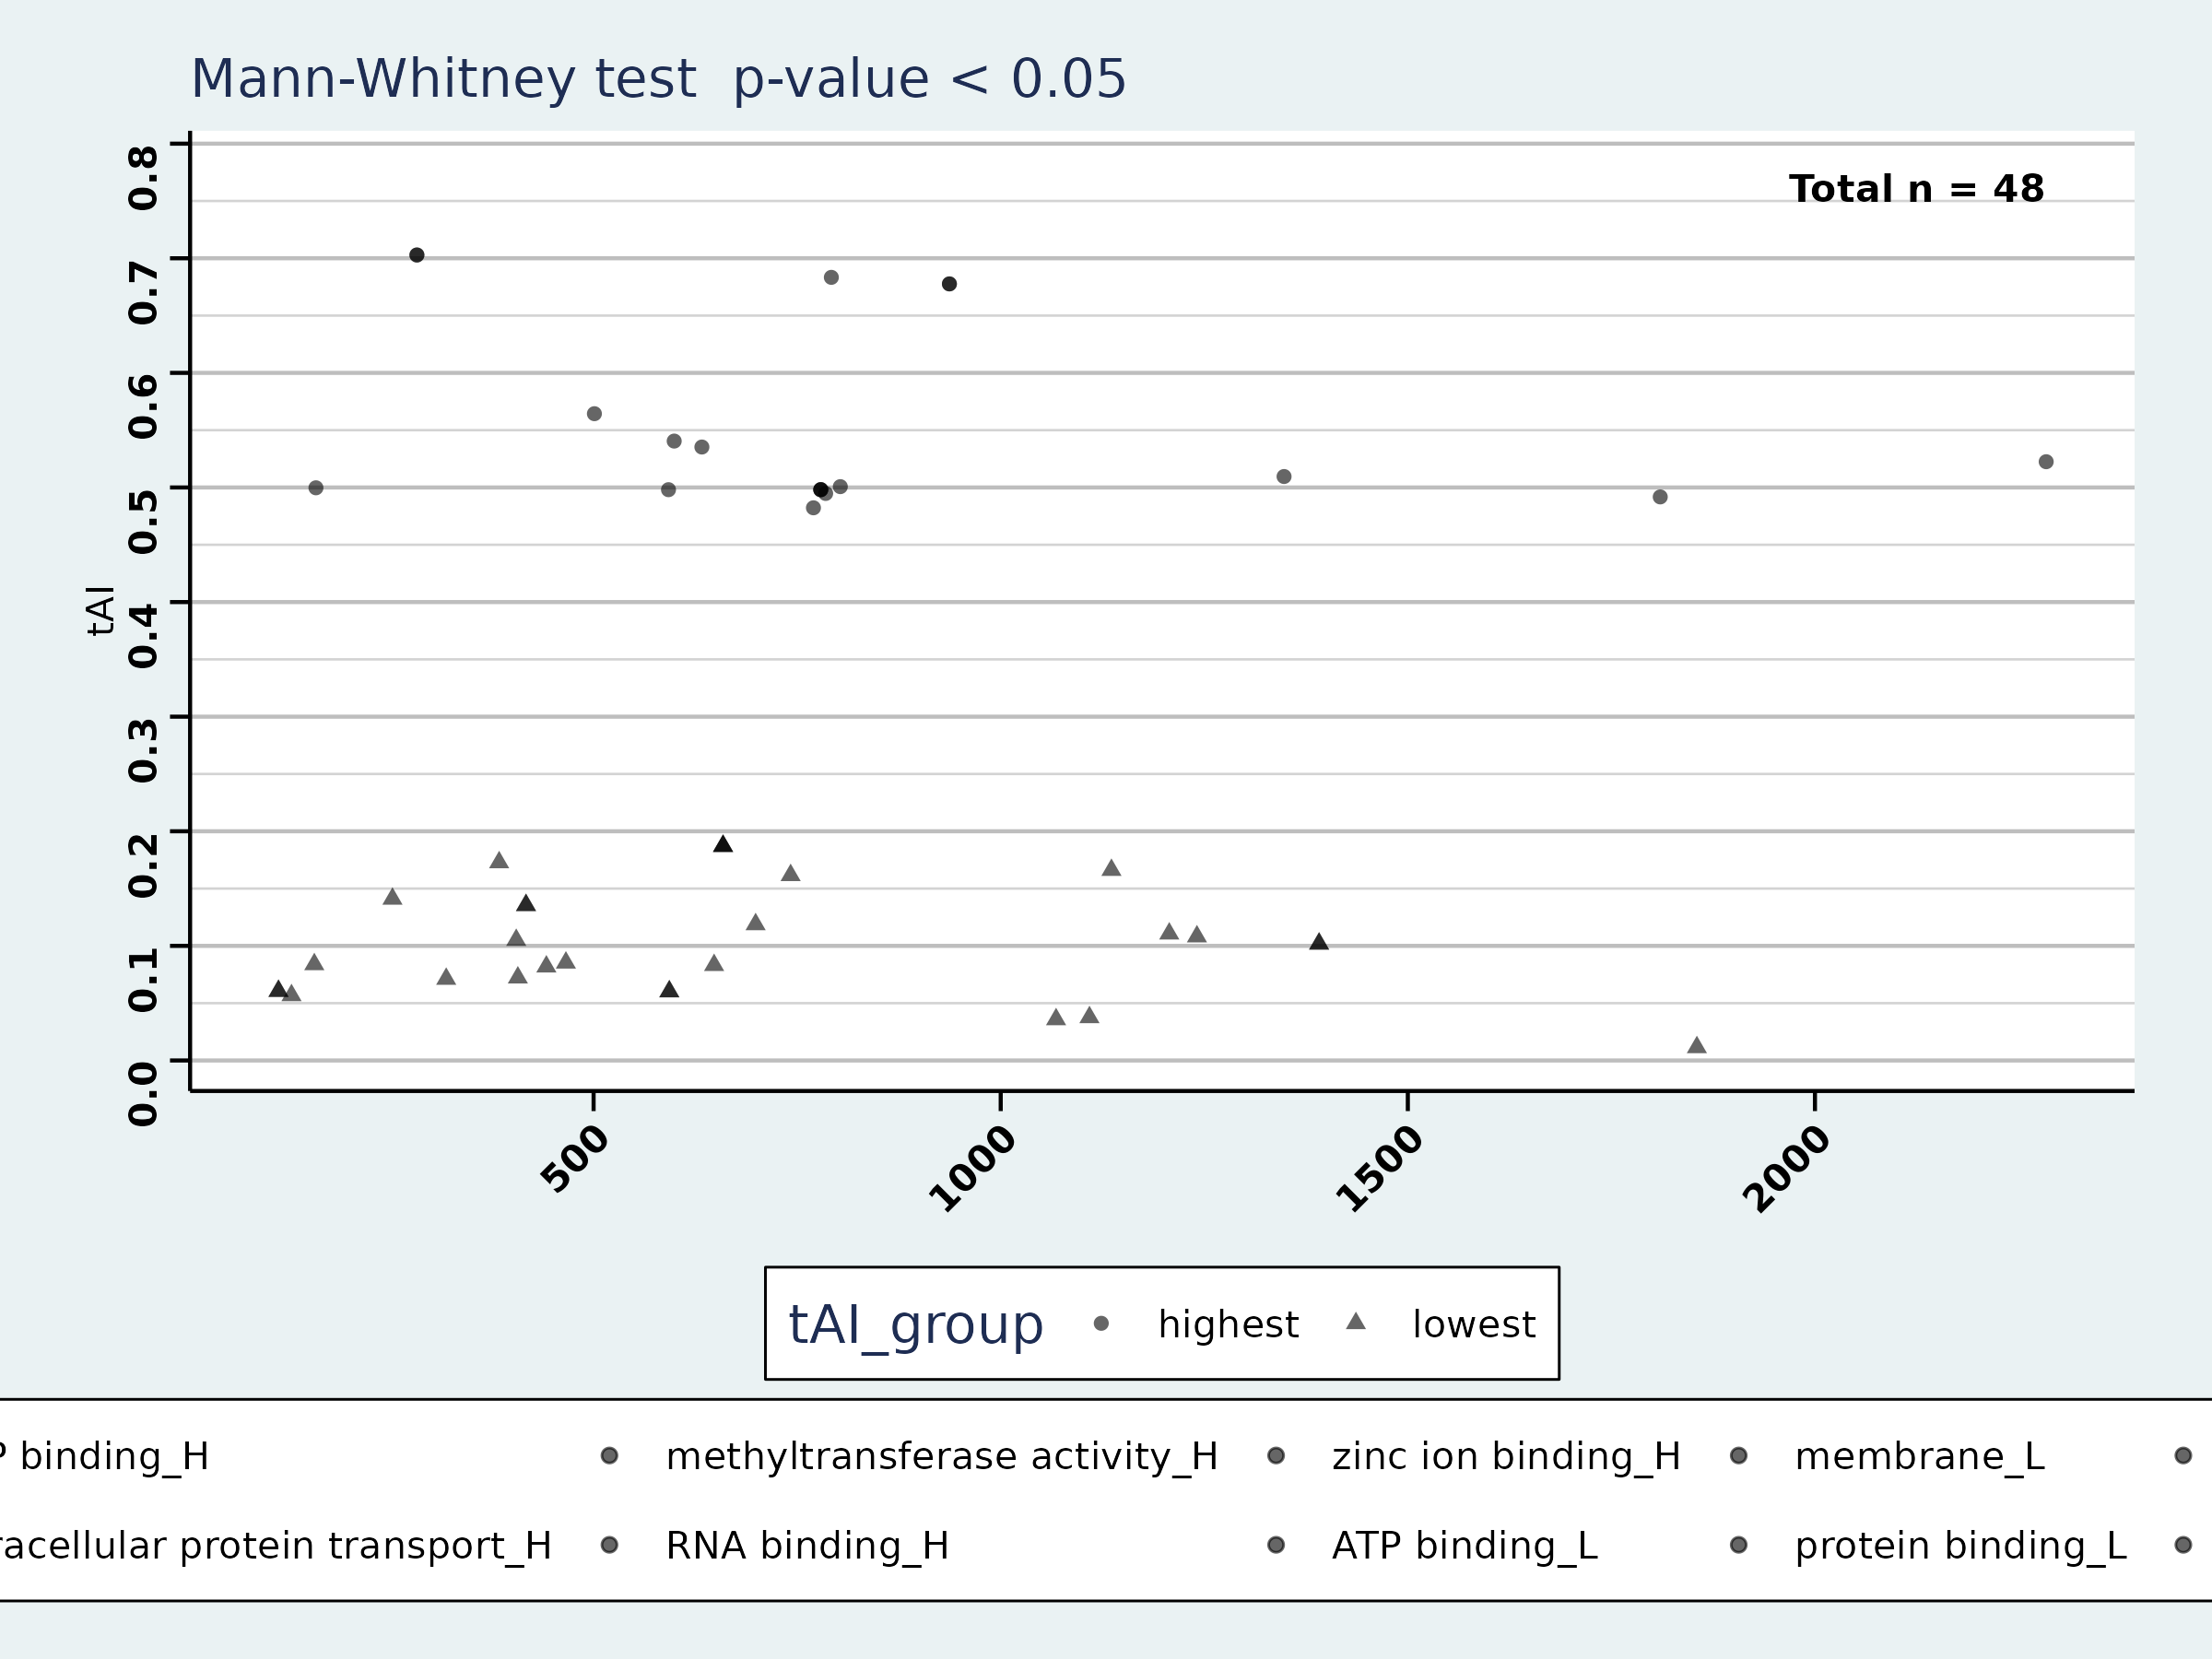 Mann-Whitney test  p-value < 0.05
Total n = 48
0.8
0.7
0.6
0.5
0.4
0.3
0.2
0.1
0.0
tAI
500
1000
1500
2000
tAI_group highest lowest
P binding_H methyltransferase activity_H zinc ion binding_H membrane_L
racellular protein transport_H RNA binding_H ATP binding_L protein binding_L